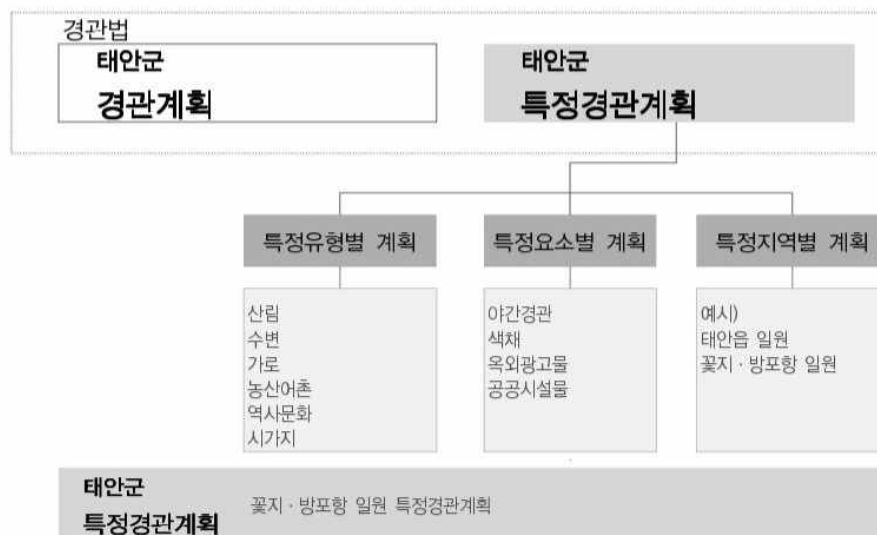 경관법
태안군
경관계획
태안군
특정경관계획
특정유형별 계획
특정요소별 계획
특정지역별 계획
산림
수변
가로
농산어촌
역사문화
시가지
야간경관
색채
옥외광고물
공공시설물
예시)
태안읍 일원
꽃지 · 방포항 일원
태안군
특정경관계획
꽃지 · 방포항 일원 특정경관계획